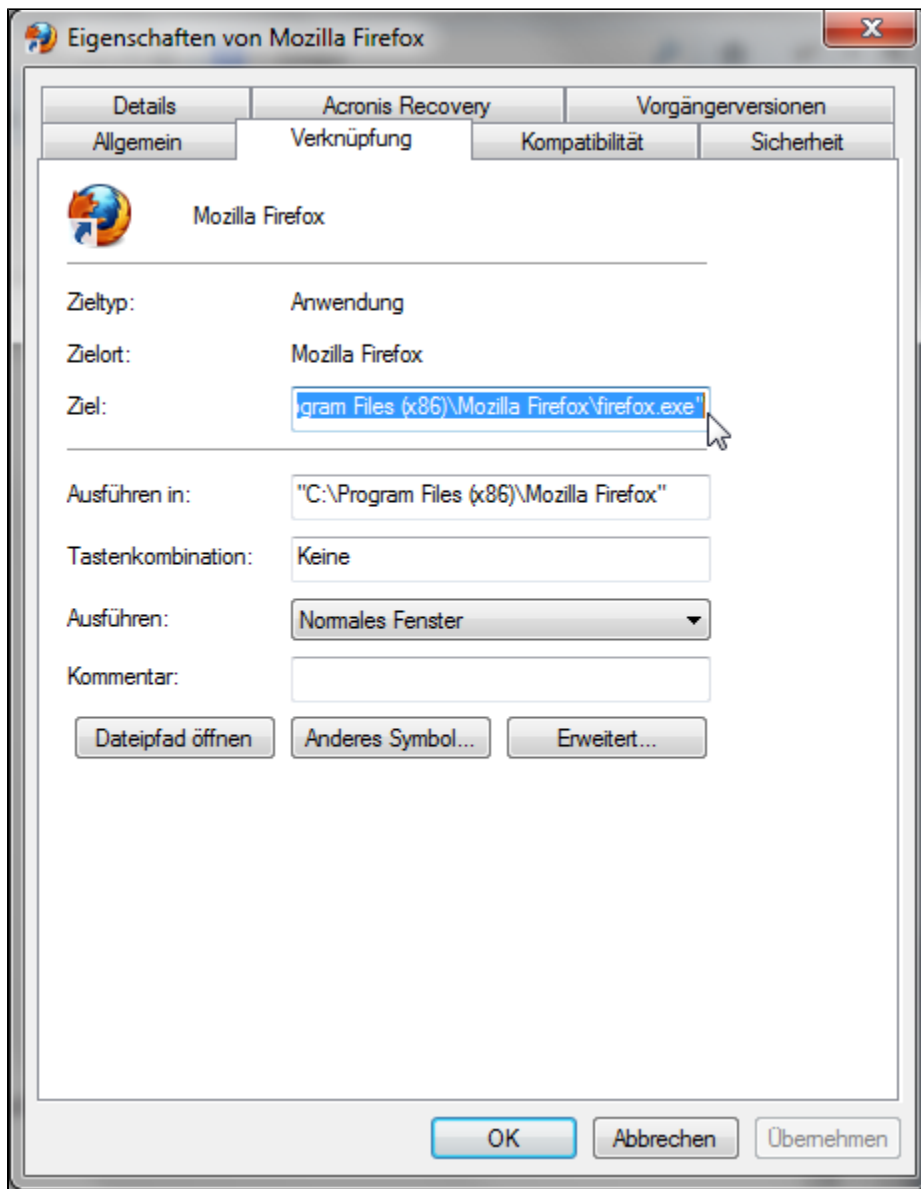 Eigenschaften von Mozilla Firefox
Details Acronis Recovery Vorgängerversionen
Allgemein Verknüpfung Kompatibilität Sicherheit
Mozilla Firefox
Zieltyp: Anwendung
Zielort: Mozilla Firefox
Ziel: gram Files (x86)\Mozilla Firefox\firefox.exe"
Ausführen in: "C:\Program Files (x86)\Mozilla Firefox"
Tastenkombination: Keine
Ausführen: Normales Fenster
Kommentar:
Dateipfad öffnen Anderes Symbol... Erweitert...
OK Abbrechen Übernehmen